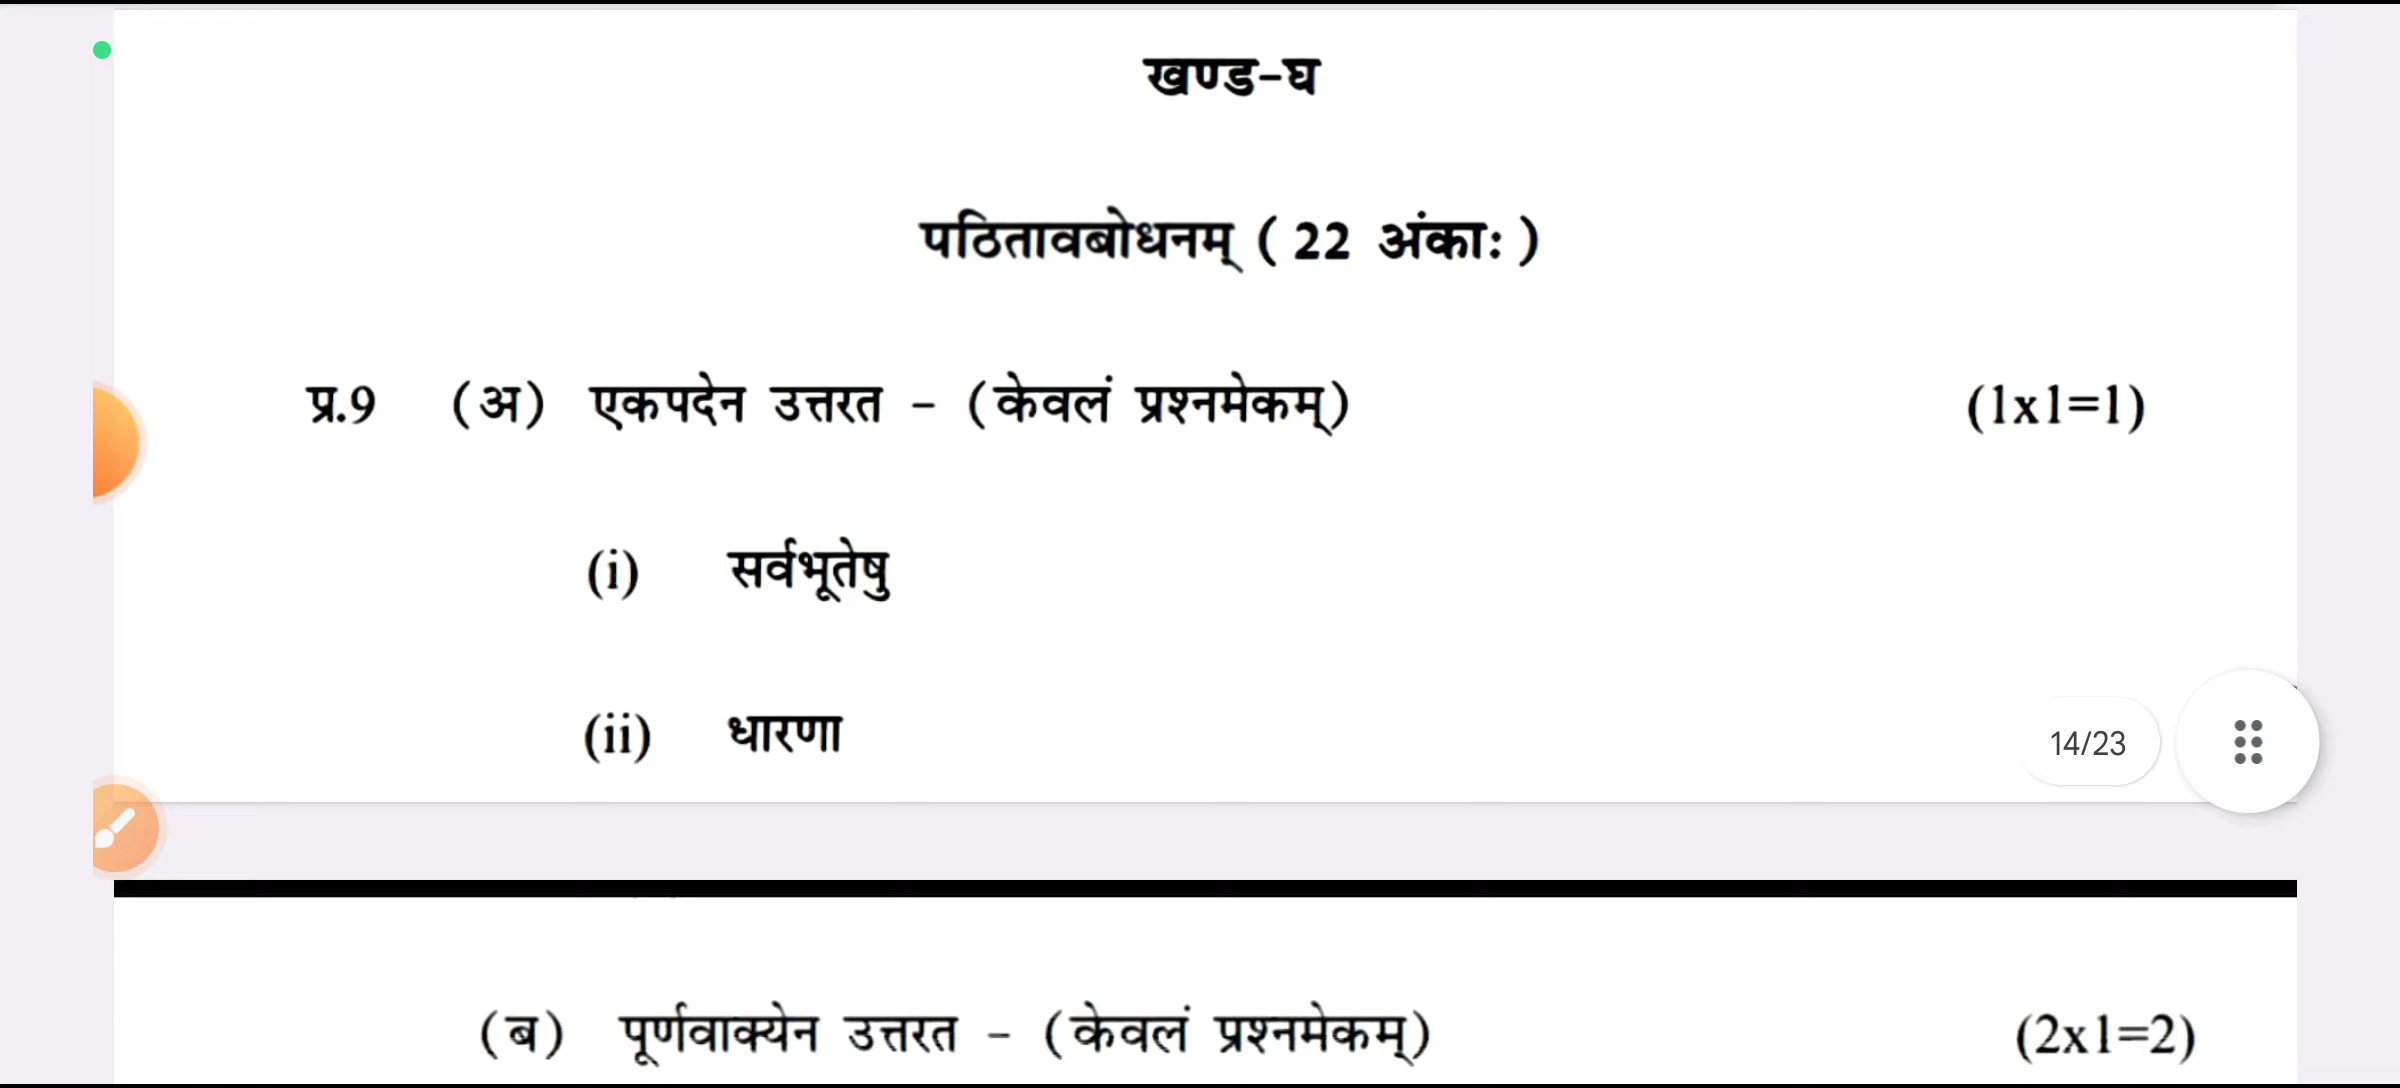 खण्ड-घ
पठितावबोधनम् ( 22 अंकाः )
प्र.9 (अ) एकपदेन उत्तरत - (केवलं प्रश्नमेकम्) (1x1=1)
(i) सर्वभूतेषु
(ii) धारणा
14/23
(ब) पूर्णवाक्येन उत्तरत - (केवलं प्रश्नमेकम्) (2x1=2)